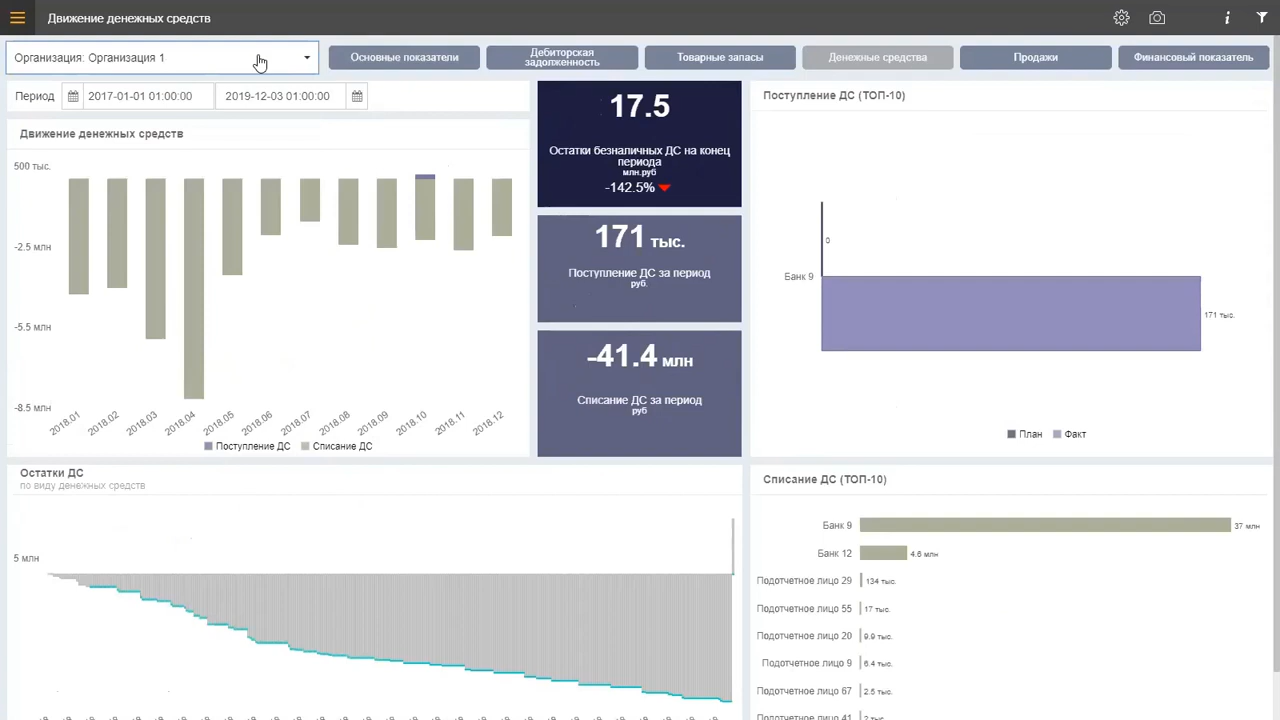 Движение денежных средств
Организация: Организация 1
Основные показатели
Дебиторская
задолженность
Товарные запасы
Денежные средства
Продажи
Финансовый показатель
Период
2017-01-01 01:00:00
2019-12-03 01:00:00
Движение денежных средств
500 тыс.
-2.5 млн
-5.5 млн
-8.5 млн
2018.01
2018.02
2018.03
2018.04
2018.05
2018.06
2018.07
2018.08
2018.09
2018.10
2018.11
2018.12
Поступление ДС
Списание ДС
17.5
Остатки безналичных ДС на конец
периода
млн.руб
-142.5%
171 тыс.
Поступление ДС за период
руб.
-41.4 млн
Списание ДС за период
руб
Поступление ДС (ТОП-10)
0
Банк 9
171 тыс.
План
Факт
Остатки ДС
по виду денежных средств
5 млн
Списание ДС (ТОП-10)
Банк 9
37 млн
Банк 12
4.6 млн
Подотчетное лицо 29
134 тыс.
Подотчетное лицо 55
17 тыс.
Подотчетное лицо 20
9.9 тыс.
Подотчетное лицо 9
6.4 тыс.
Подотчетное лицо 67
2.5 тыс.
Подотчетное лицо 41
2 тыс.